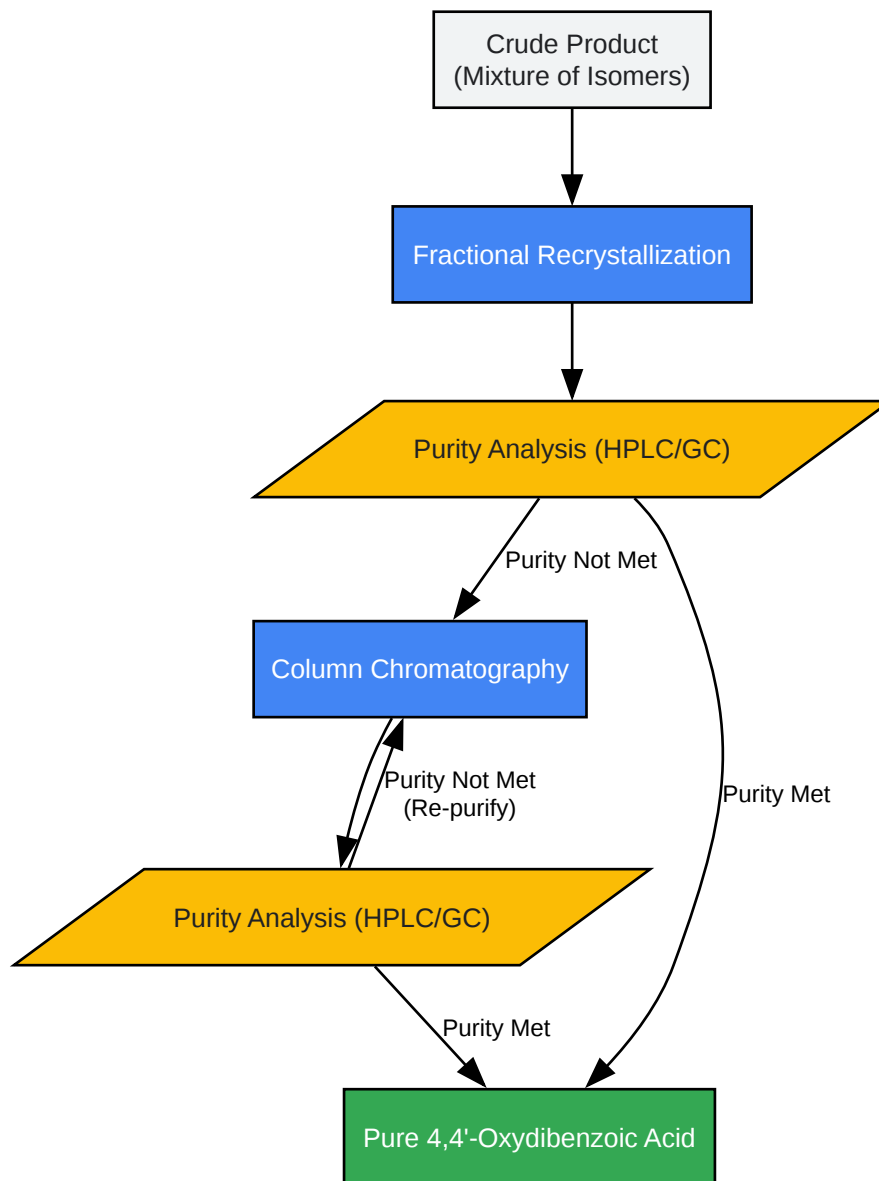 Crude Product
(Mixture of Isomers)
Fractional Recrystallization
Purity Analysis (HPLC/GC)
Purity Not Met
Column Chromatography
Purity Not Met
(Re-purify)
Purity Met
Purity Analysis (HPLC/GC)
Purity Met
Pure 4,4'-Oxydibenzoic Acid